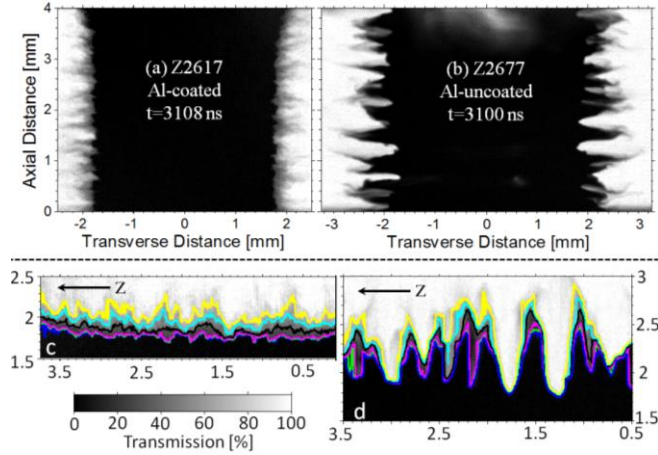 4
3
2
1
0
Axial Distance [mm]
(a) Z2617
Al-coated
t=3108 ns
(b) Z2677
Al-uncoated
t=3100 ns
-2 -1 0 1 2
-3 -2 -1 0 1 2 3
Transverse Distance [mm]
Transverse Distance [mm]
2.5
2
1.5
Z
c
3.5 2.5 1.5 0.5
0 20 40 60 80 100
Transmission [%]
Z
3
2.5
2
1.5
d
3.5 2.5 1.5 0.5